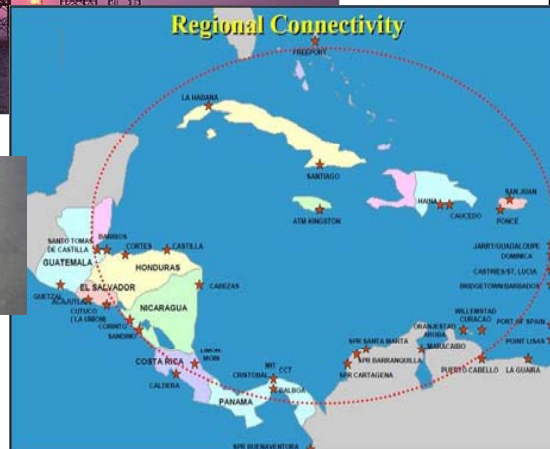 Regional Connectivity
FREEPORT
LA HABANA
SANTIAGO
SAN JUAN
HAINA
CAUCEDO
PONCE
ATM KINGSTON
SANTO TOMAS
DE CASTILLA
BARRIOS
CORTES
CASTILLA
JARRY/GUADALOUPE
DOMINICA
GUATEMALA
HONDURAS
CASTRIES/ST. LUCIA
QUETZAL
EL SALVADOR
ACAJUTLA
CABEZAS
BRIDGETOWN/BARBADOS
CUTUCO
(LA UNION)
NICARAGUA
CORINTO
SANDINO
WILLEMSTAD
CURACAO
ORANJESTAD
ARUBA
PORT OF SPAIN
SPR SANTA MARTA
MARACAIBO
POINT LISAS
SPR BARRANQUILLA
COSTA RICA
MOIN
MIT
CCT
CRISTOBAL
SPR CARTAGENA
PUERTO CABELLO
LA GUAIRA
CALDERA
BALBOA
PANAMA
SPR BUENAVENTURA